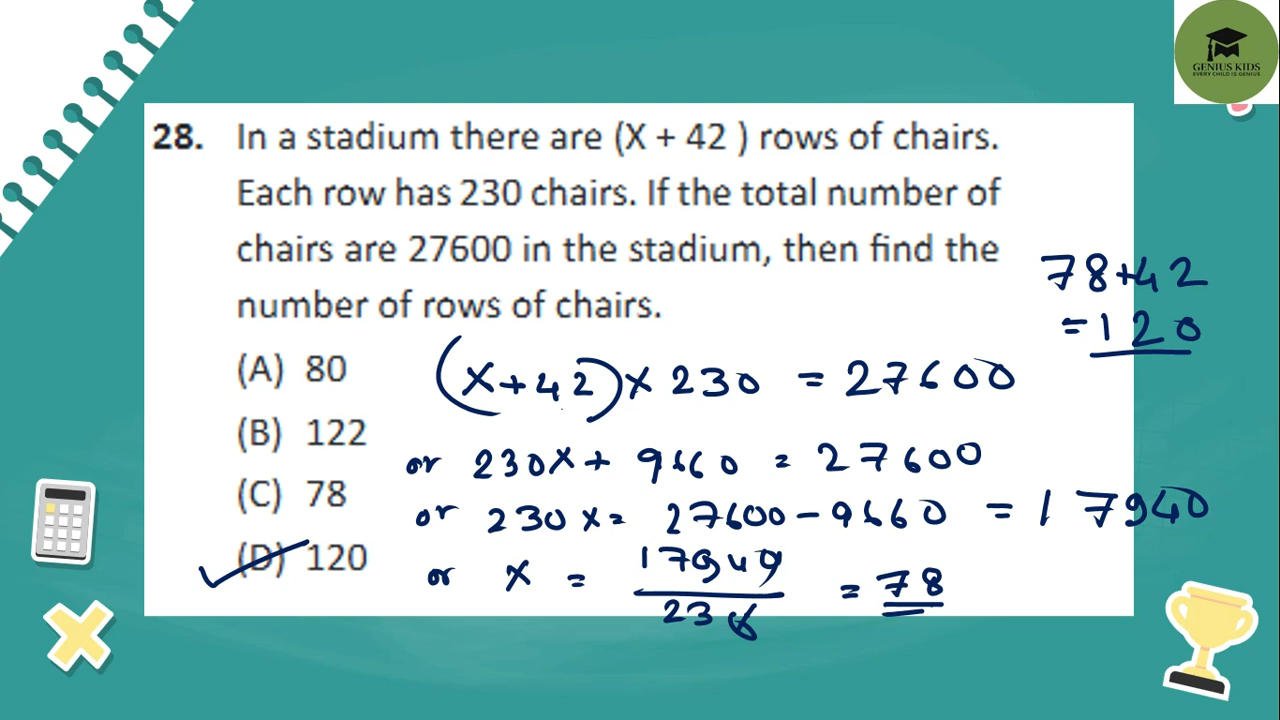 GENIUS KIDS
EVERY CHILD IS GENIUS
28. In a stadium there are (X + 42 ) rows of chairs.
Each row has 230 chairs. If the total number of
chairs are 27600 in the stadium, then find the
number of rows of chairs.
78+42
=120
(A) 80
(x+42)x 230 = 27600
(B) 122
or 230x+ 9660 = 27600
(C) 78
or 230x= 27600-9660 = 17940
(D) 120
or x = 17940/230 = 78